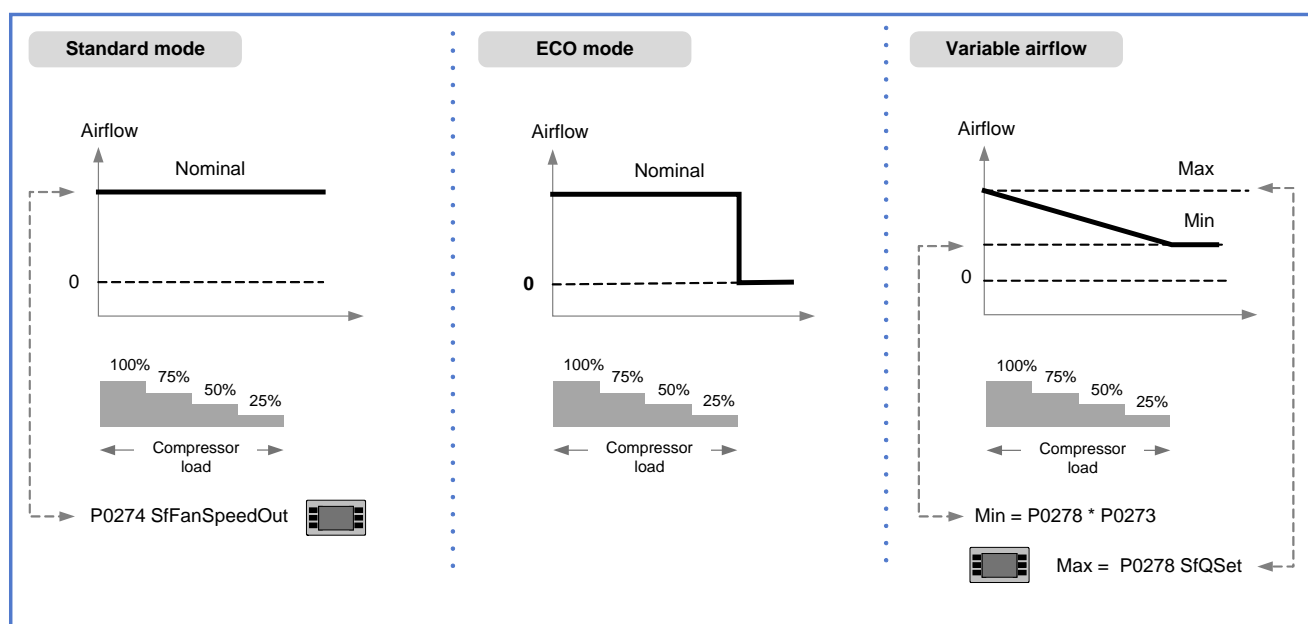 Standard mode
Airflow
Nominal
0
100%
75%
50%
25%
Compressor
load
P0274 SfFanSpeedOut
ECO mode
Airflow
Nominal
0
100%
75%
50%
25%
Compressor
load
Variable airflow
Airflow
Max
Min
0
100%
75%
50%
25%
Compressor
load
Min = P0278 * P0273
Max = P0278 SfQSet